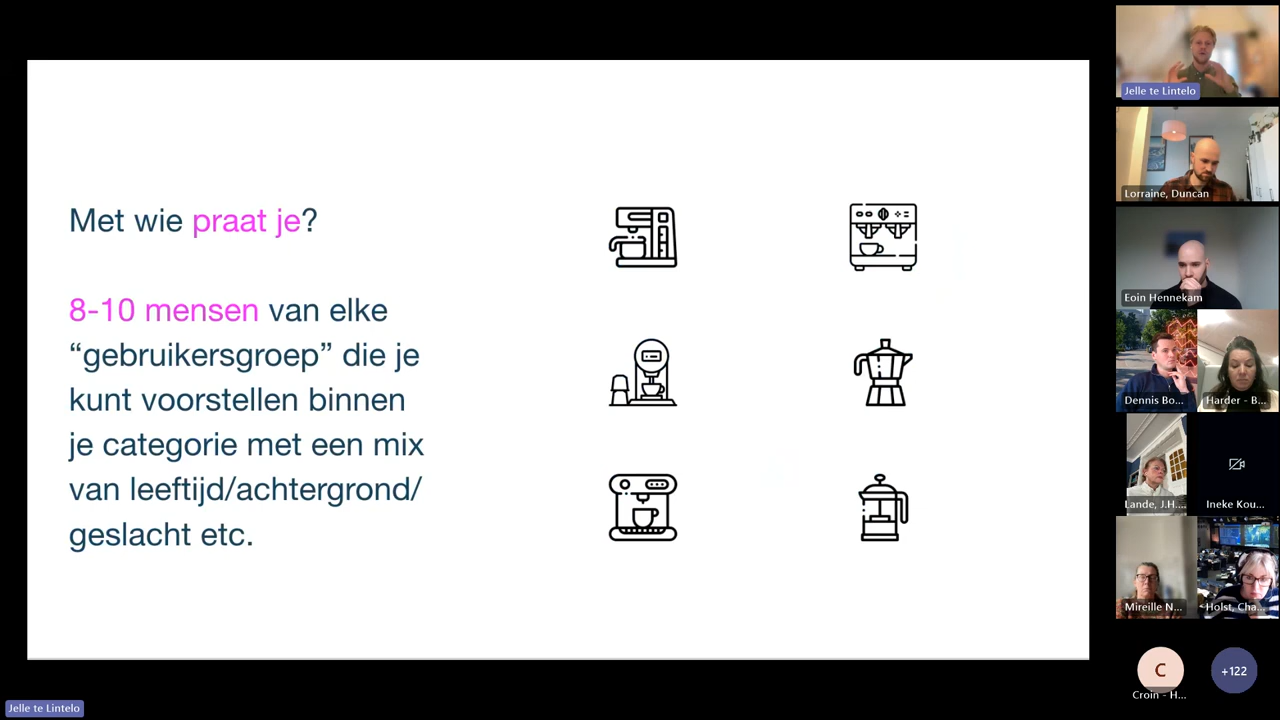 Met wie praat je?
8-10 mensen van elke
“gebruikersgroep” die je
kunt voorstellen binnen
je categorie met een mix
van leeftijd/achtergrond/
geslacht etc.
Jelle te Lintelo
Lorraine, Duncan
Eoin Hennekam
Dennis Bo...
Harder - B...
Lande, J.H....
Ineke Kou...
Mireille N...
Holst, Cha...
C
Croin - H...
+122
Jelle te Lintelo